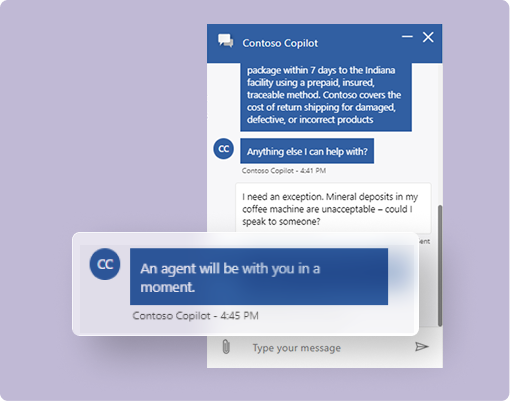 Contoso Copilot
package within 7 days to the Indiana
facility using a prepaid, insured,
traceable method. Contoso covers the
cost of return shipping for damaged,
defective, or incorrect products
CC
Anything else I can help with?
Contoso Copilot - 4:41 PM
I need an exception. Mineral deposits in my
coffee machine are unacceptable – could I
speak to someone?
CC
An agent will be with you in a
moment.
Contoso Copilot - 4:45 PM
Type your message